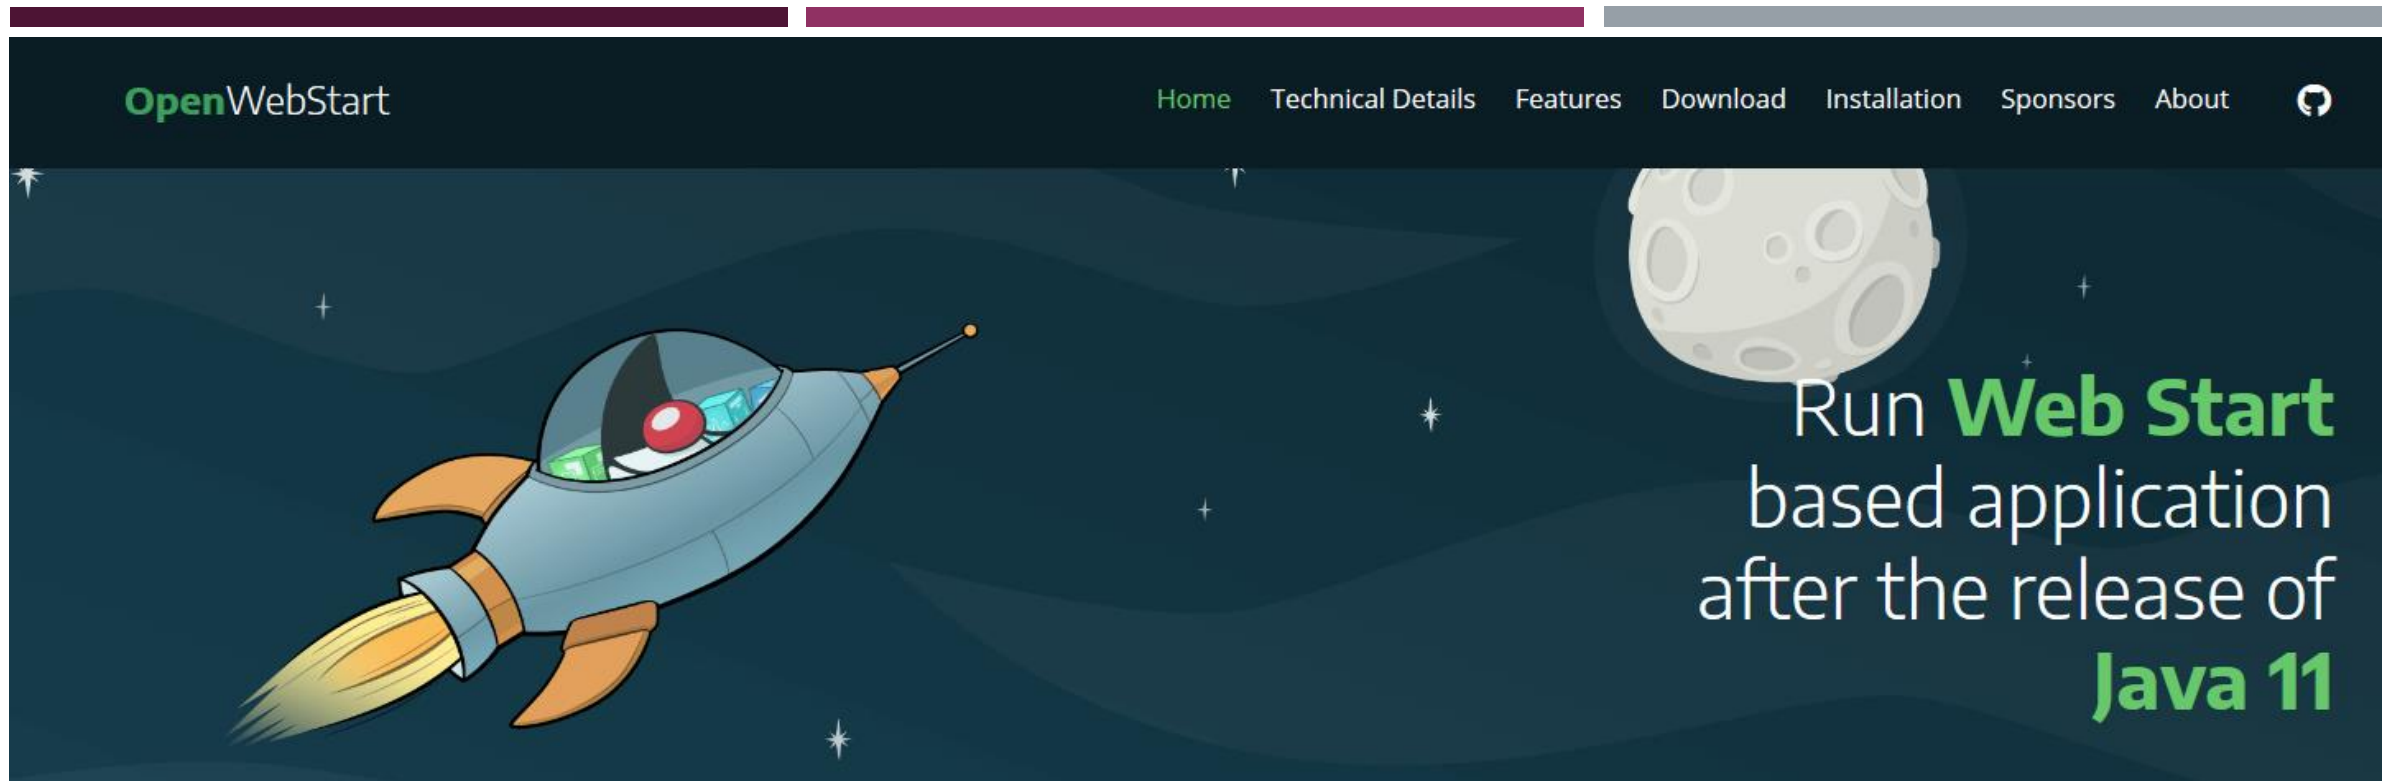 OpenWebStart
Home Technical Details Features Download Installation Sponsors About
Run Web Start
based application
after the release of
Java 11